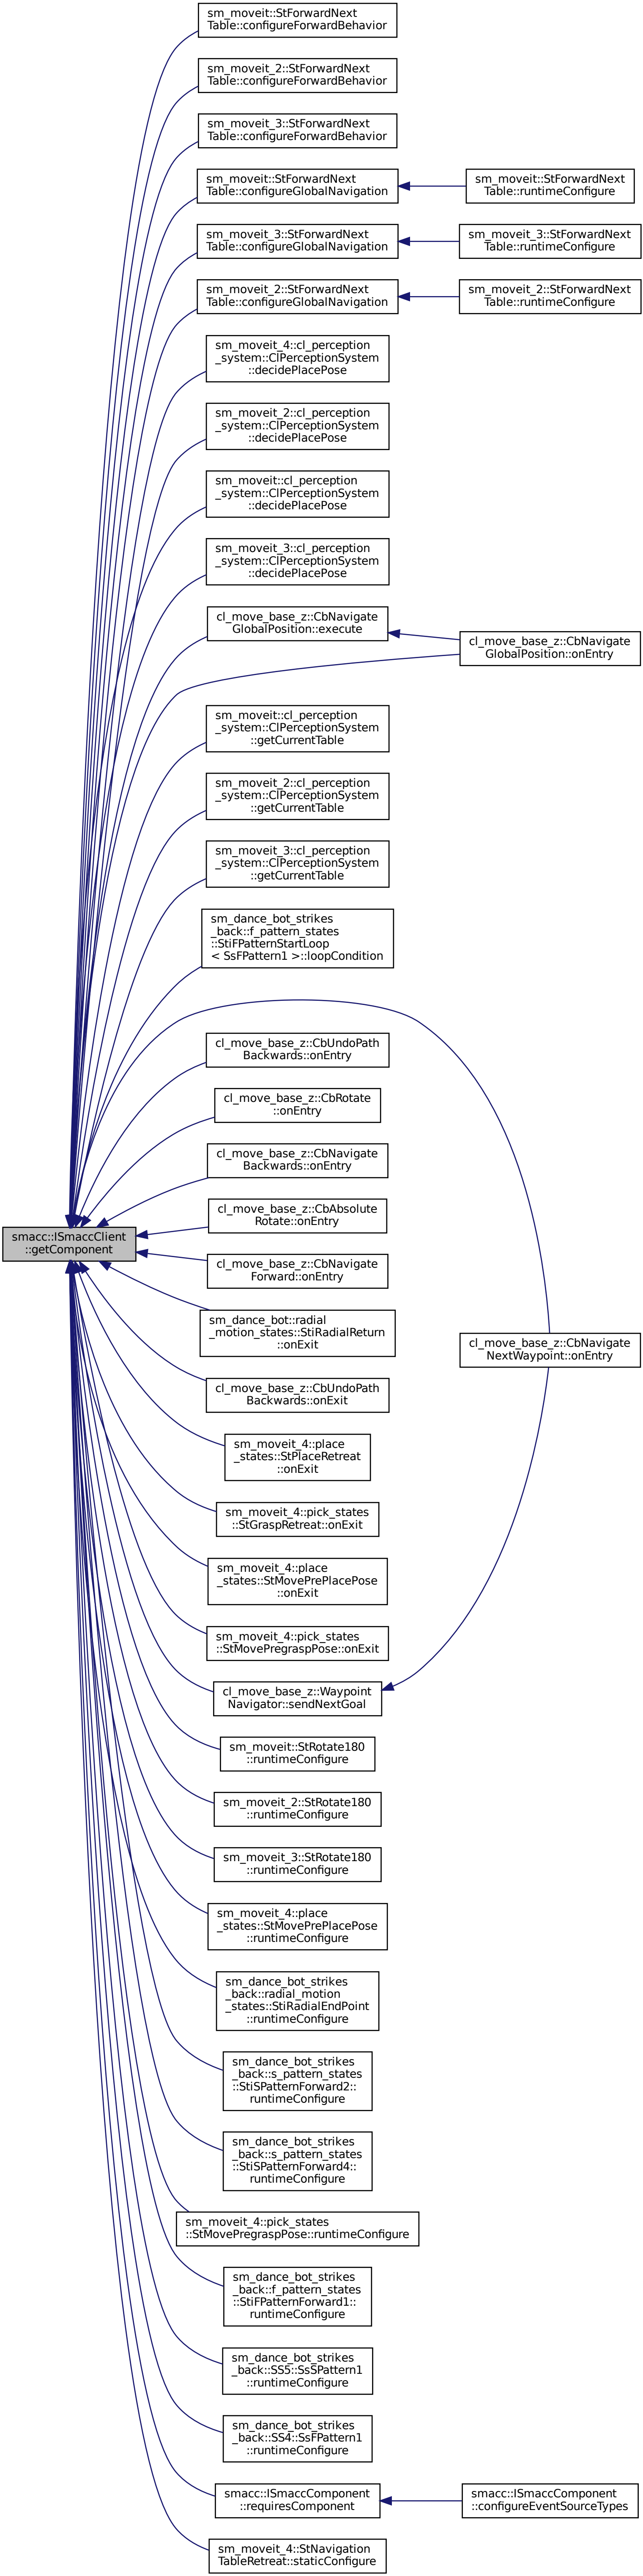 sm_moveit::StForwardNext
Table::configureForwardBehavior
sm_moveit_2::StForwardNext
Table::configureForwardBehavior
sm_moveit_3::StForwardNext
Table::configureForwardBehavior
sm_moveit::StForwardNext
Table::configureGlobalNavigation
sm_moveit::StForwardNext
Table::runtimeConfigure
sm_moveit_3::StForwardNext
Table::configureGlobalNavigation
sm_moveit_3::StForwardNext
Table::runtimeConfigure
sm_moveit_2::StForwardNext
Table::configureGlobalNavigation
sm_moveit_2::StForwardNext
Table::runtimeConfigure
sm_moveit_4::cl_perception
_system::ClPerceptionSystem
::decidePlacePose
sm_moveit_2::cl_perception
_system::ClPerceptionSystem
::decidePlacePose
sm_moveit::cl_perception
_system::ClPerceptionSystem
::decidePlacePose
sm_moveit_3::cl_perception
_system::ClPerceptionSystem
::decidePlacePose
cl_move_base_z::CbNavigate
GlobalPosition::execute
cl_move_base_z::CbNavigate
GlobalPosition::onEntry
sm_moveit::cl_perception
_system::ClPerceptionSystem
::getCurrentTable
sm_moveit_2::cl_perception
_system::ClPerceptionSystem
::getCurrentTable
sm_moveit_3::cl_perception
_system::ClPerceptionSystem
::getCurrentTable
sm_dance_bot_strikes
_back::f_pattern_states
::StiFPatternStartLoop
< SsFPattern1 >::loopCondition
cl_move_base_z::CbUndoPath
Backwards::onEntry
cl_move_base_z::CbRotate
::onEntry
cl_move_base_z::CbNavigate
Backwards::onEntry
cl_move_base_z::CbAbsolute
Rotate::onEntry
smacc::ISmaccClient
::getComponent
cl_move_base_z::CbNavigate
Forward::onEntry
sm_dance_bot::radial
_motion_states::StiRadialReturn
::onExit
cl_move_base_z::CbNavigate
NextWaypoint::onEntry
cl_move_base_z::CbUndoPath
Backwards::onExit
sm_moveit_4::place
_states::StPlaceRetreat
::onExit
sm_moveit_4::pick_states
::StGraspRetreat::onExit
sm_moveit_4::place
_states::StMovePrePlacePose
::onExit
sm_moveit_4::pick_states
::StMovePregraspPose::onExit
cl_move_base_z::Waypoint
Navigator::sendNextGoal
sm_moveit::StRotate180
::runtimeConfigure
sm_moveit_2::StRotate180
::runtimeConfigure
sm_moveit_3::StRotate180
::runtimeConfigure
sm_moveit_4::place
_states::StMovePrePlacePose
::runtimeConfigure
sm_dance_bot_strikes
_back::radial_motion
_states::StiRadialEndPoint
::runtimeConfigure
sm_dance_bot_strikes
_back::s_pattern_states
::StiSPatternForward2::
runtimeConfigure
sm_dance_bot_strikes
_back::s_pattern_states
::StiSPatternForward4::
runtimeConfigure
sm_moveit_4::pick_states
::StMovePregraspPose::runtimeConfigure
sm_dance_bot_strikes
_back::f_pattern_states
::StiFPatternForward1::
runtimeConfigure
sm_dance_bot_strikes
_back::SS5::SsSPattern1
::runtimeConfigure
sm_dance_bot_strikes
_back::SS4::SsFPattern1
::runtimeConfigure
smacc::ISmaccComponent
::requiresComponent
smacc::ISmaccComponent
::configureEventSourceTypes
sm_moveit_4::StNavigation
TableRetreat::staticConfigure